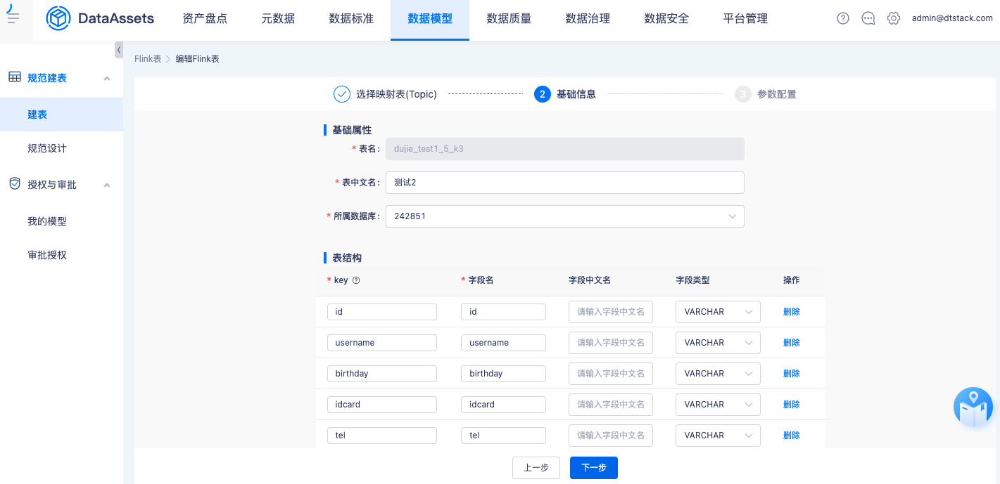 DataAssets 资产盘点 元数据 数据标准 数据模型 数据质量 数据治理 数据安全 平台管理 admin@dtstack.com
规范建表
建表
规范设计
授权与审批
我的模型
审批授权
Flink表 > 编辑Flink表
选择映射表(Topic) 2 基础信息 3 参数配置
基础属性
* 表名: dujie_test1_5_k3
* 表中文名: 测试2
* 所属数据库: 242851
表结构
* key * 字段名 字段中文名 字段类型 操作
id id 请输入字段中文名 VARCHAR 删除
username username 请输入字段中文名 VARCHAR 删除
birthday birthday 请输入字段中文名 VARCHAR 删除
idcard idcard 请输入字段中文名 VARCHAR 删除
tel tel 请输入字段中文名 VARCHAR 删除
上一步 下一步